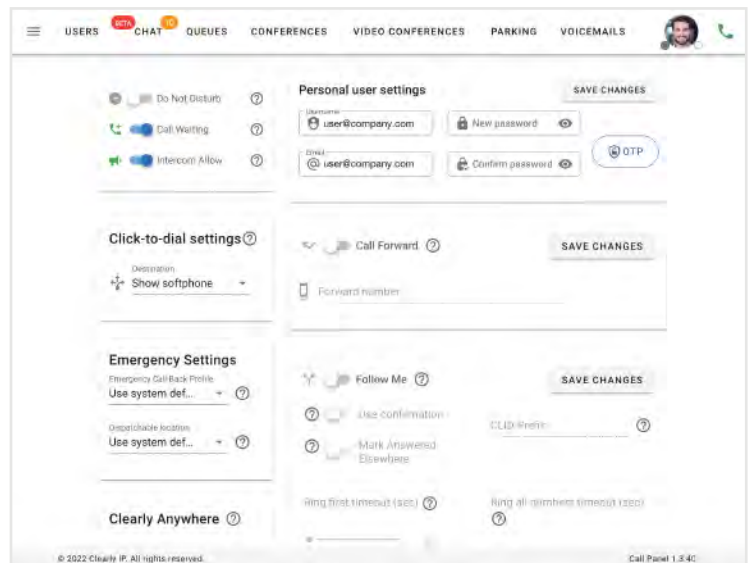 USERS BETA CHAT 10 QUEUES CONFERENCES VIDEO CONFERENCES PARKING VOICEMAILS
Do Not Disturb
Call Waiting
Intercom Allow
Personal user settings SAVE CHANGES
Username
user@company.com New password
Email
user@company.com Confirm password
OTP
Click-to-dial settings
Destination
Show softphone
Call Forward SAVE CHANGES
Forward number
Emergency Settings
Emergency Call Back Profile
Use system def...
Dispatchable location
Use system def...
Follow Me SAVE CHANGES
Use confirmation
CLID Prefix
Mark Answered
Elsewhere
Ring first timeout (sec) Ring all numbers timeout (sec)
Clearly Anywhere
© 2022 Clearly IP. All rights reserved. Call Panel 1.3.40